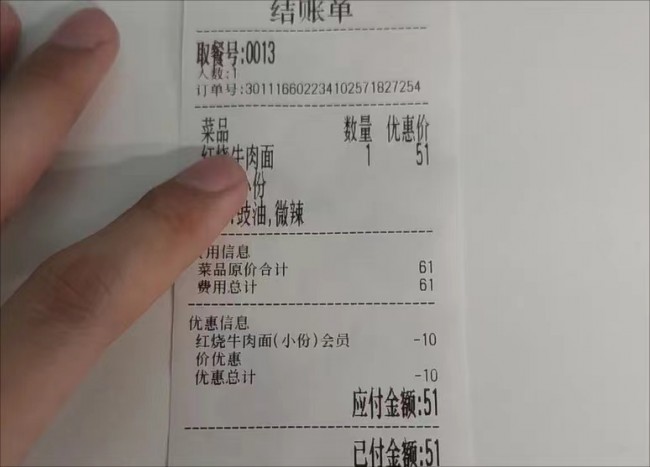 结账单
取餐号:0013
人数:1
订单号:301116602234102571827254
菜品 数量 优惠价
红烧牛肉面 1 51
小份
:豉油,微辣
用信息
菜品原价合计 61
费用总计 61
优惠信息
红烧牛肉面(小份)会员 -10
价优惠
优惠总计 -10
应付金额:51
已付金额:51